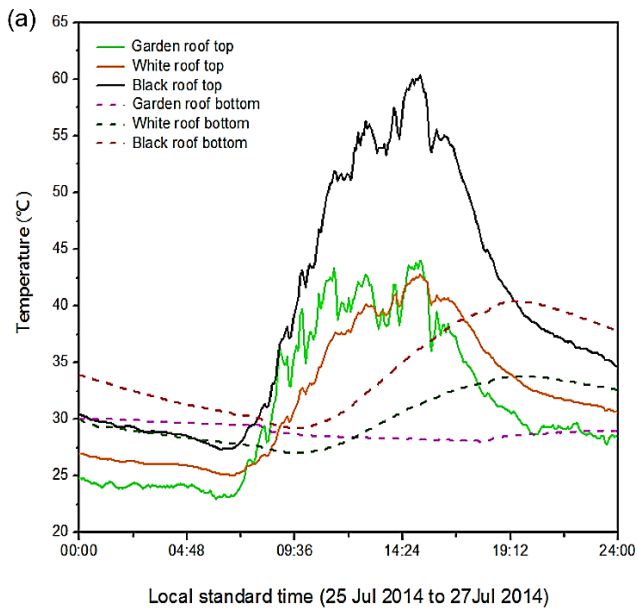 (a)
65
60
55
50
45
40
35
30
25
20
Temperature (℃)
Garden roof top
White roof top
Black roof top
Garden roof bottom
White roof bottom
Black roof bottom
00:00 04:48 09:36 14:24 19:12 24:00
Local standard time (25 Jul 2014 to 27Jul 2014)